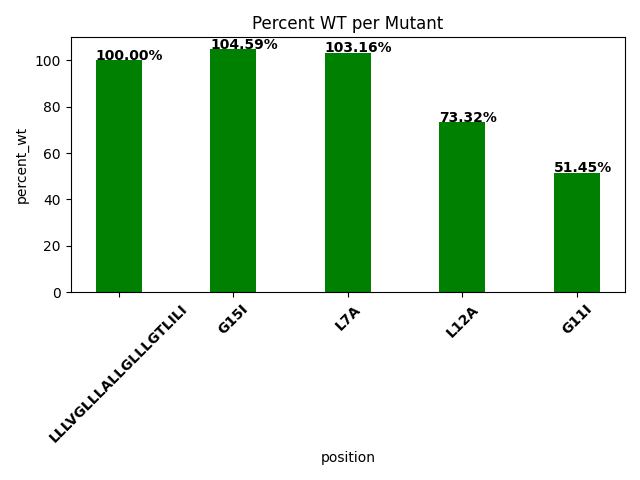 Percent WT per Mutant
percent_wt
100
80
60
40
20
0
100.00%
104.59%
103.16%
73.32%
51.45%
LLLVGLLLALLGLLLGTLILI
G15I
L7A
L12A
G11I
position